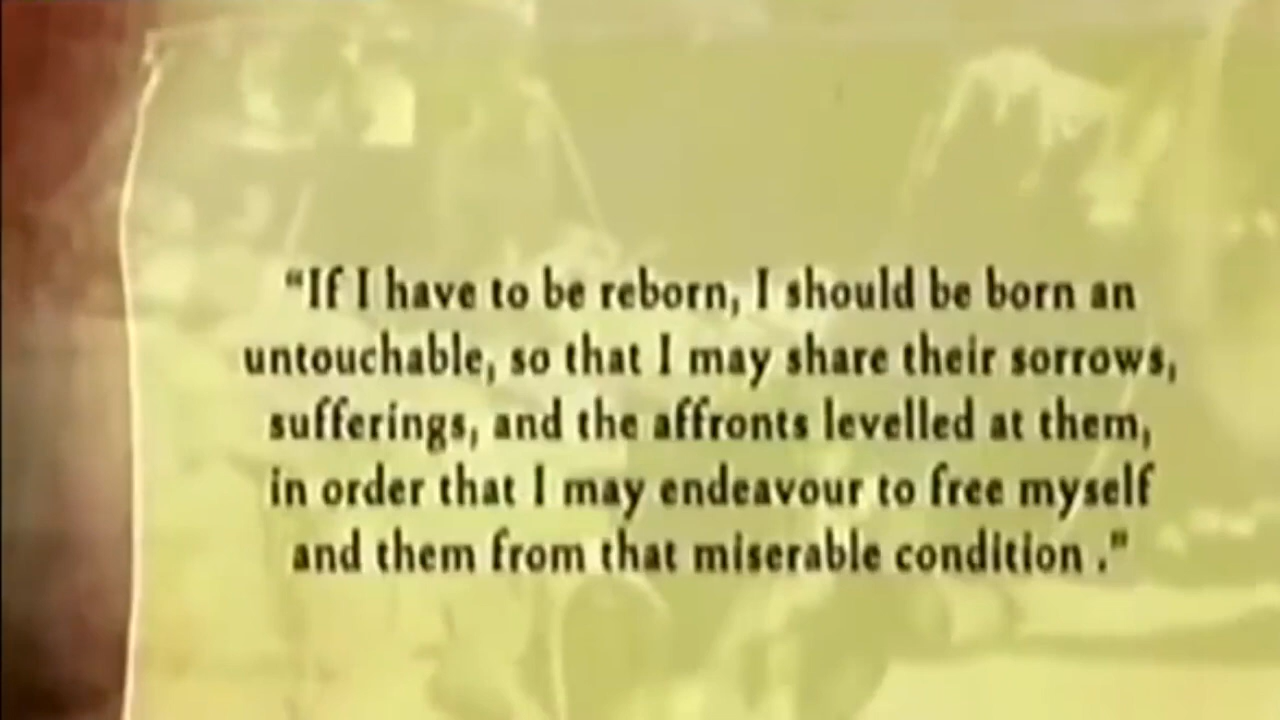 “If I have to be reborn, I should be born an
untouchable, so that I may share their sorrows,
sufferings, and the affronts levelled at them,
in order that I may endeavour to free myself
and them from that miserable condition .”